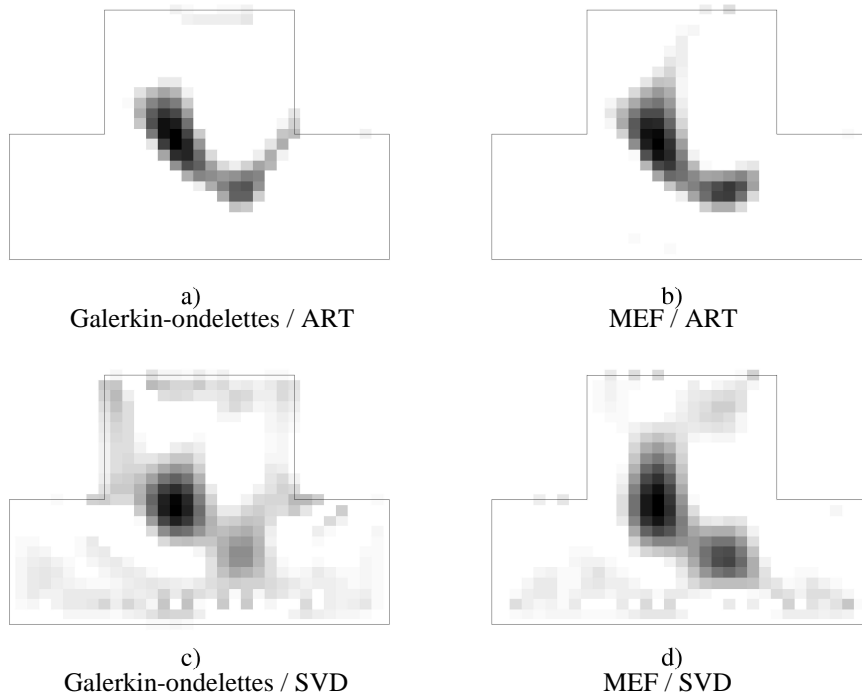 a)
Galerkin-ondelettes / ART
b)
MEF / ART
c)
Galerkin-ondelettes / SVD
d)
MEF / SVD